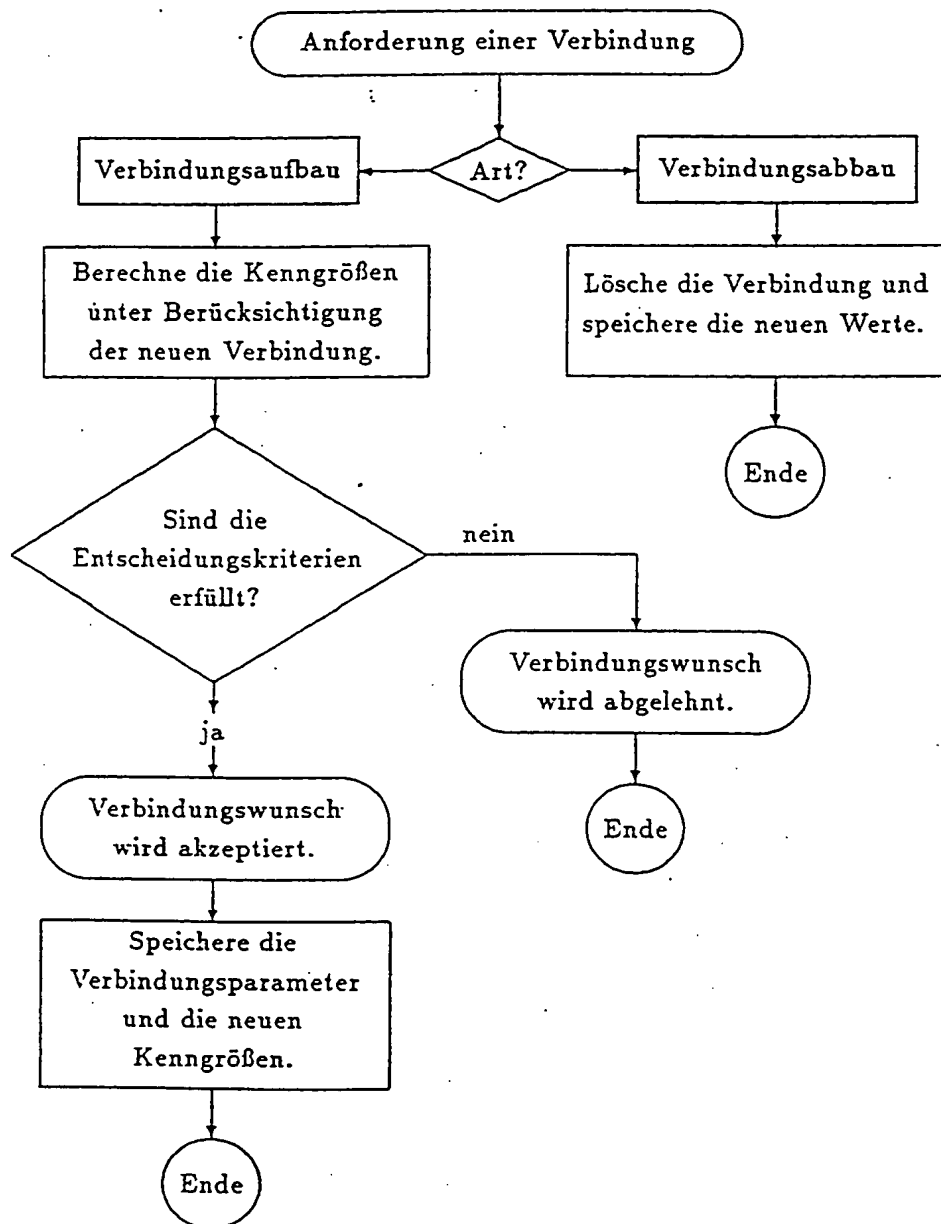 Anforderung einer Verbindung
Art?
Verbindungsaufbau
Verbindungsabbau
Berechne die Kenngrößen
unter Berücksichtigung
der neuen Verbindung.
Lösche die Verbindung und
speichere die neuen Werte.
Ende
Sind die
Entscheidungskriterien
erfüllt?
nein
Verbindungswunsch
wird abgelehnt.
Ende
ja
Verbindungswunsch
wird akzeptiert.
Speichere die
Verbindungsparameter
und die neuen
Kenngrößen.
Ende